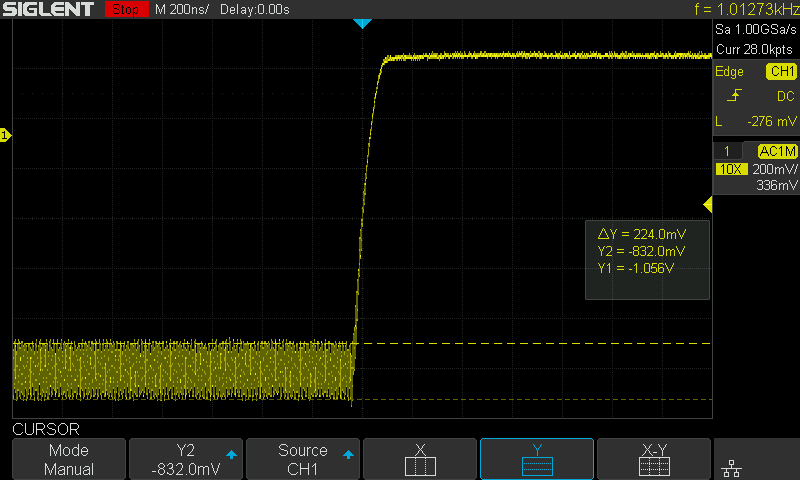 SIGLENT Stop M 200ns/ Delay:0.00s f = 1.01273kHz
Sa 1.00GSa/s
Curr 28.0kpts
Edge CH1
DC
L -276 mV
1 AC1M
10X 200mV/
336mV
1
△Y = 224.0mV
Y2 = -832.0mV
Y1 = -1.056V
CURSOR
Mode
Manual
Y2
-832.0mV
Source
CH1
X
Y
X-Y